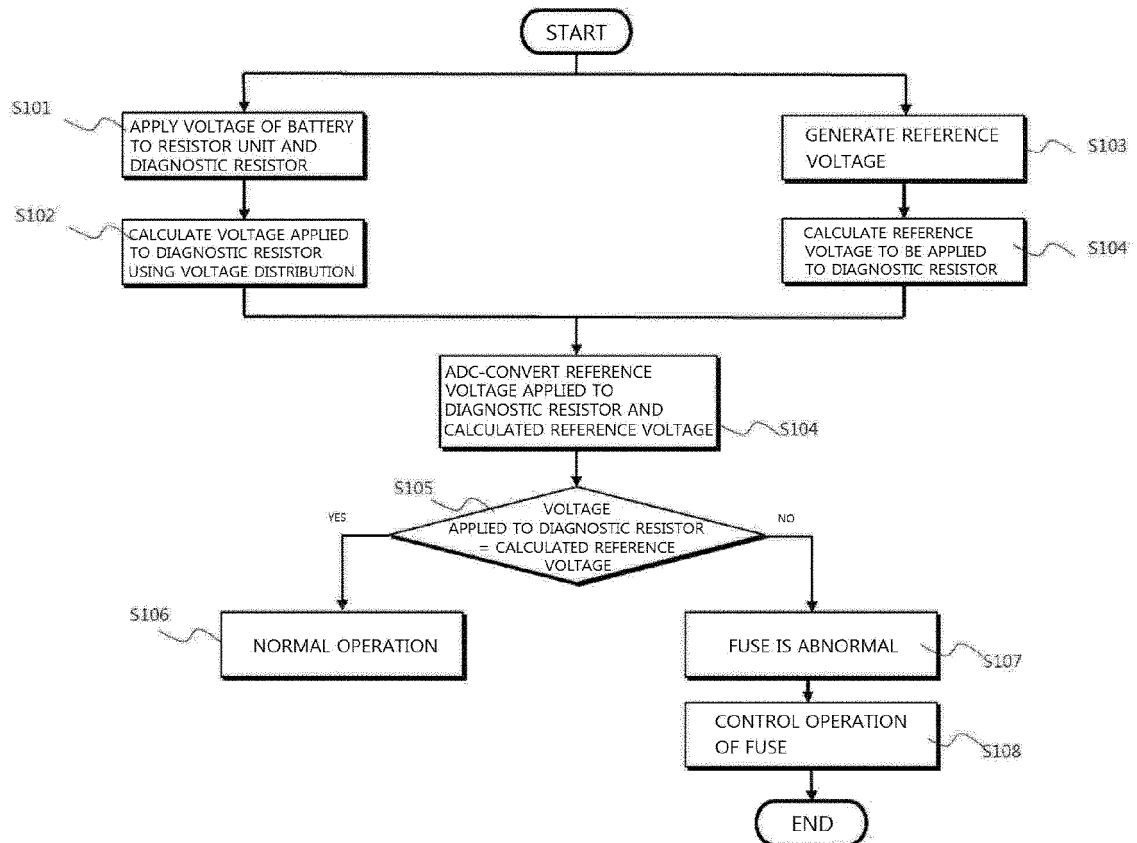 START
S101
APPLY VOLTAGE OF BATTERY
TO RESISTOR UNIT AND
DIAGNOSTIC RESISTOR
GENERATE REFERENCE
VOLTAGE
S103
S102
CALCULATE VOLTAGE APPLIED
TO DIAGNOSTIC RESISTOR
USING VOLTAGE DISTRIBUTION
CALCULATE REFERENCE
VOLTAGE TO BE APPLIED
TO DIAGNOSTIC RESISTOR
S104
ADC-CONVERT REFERENCE
VOLTAGE APPLIED TO
DIAGNOSTIC RESISTOR AND
CALCULATED REFERENCE VOLTAGE
S104
S105
VOLTAGE
APPLIED TO DIAGNOSTIC RESISTOR
= CALCULATED REFERENCE
VOLTAGE
YES
NO
S106
NORMAL OPERATION
FUSE IS ABNORMAL
S107
CONTROL OPERATION
OF FUSE
S108
END